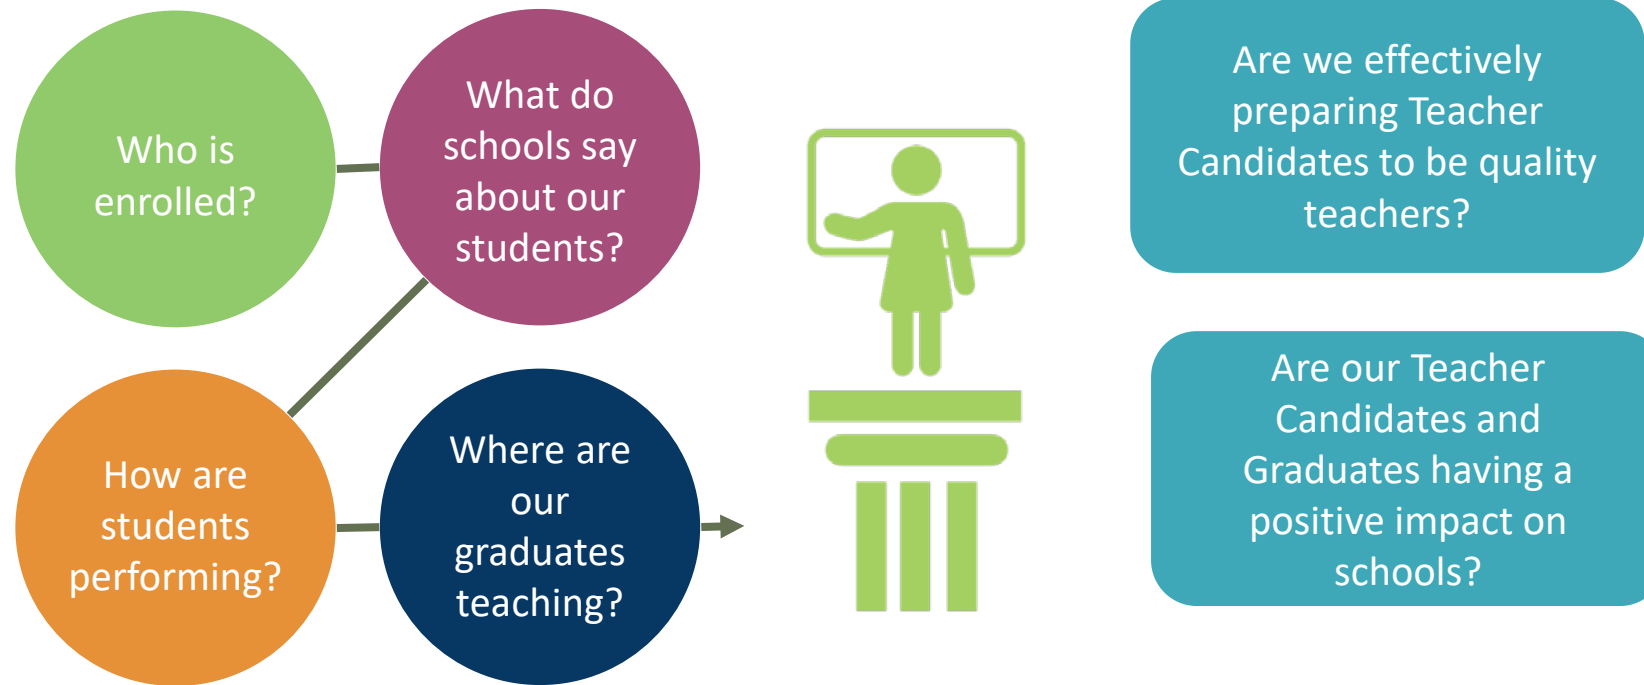 Who is
enrolled?
What do
schools say
about our
students?
How are
students
performing?
Where are
our
graduates
teaching?
Are we effectively
preparing Teacher
Candidates to be quality
teachers?
Are our Teacher
Candidates and
Graduates having a
positive impact on
schools?